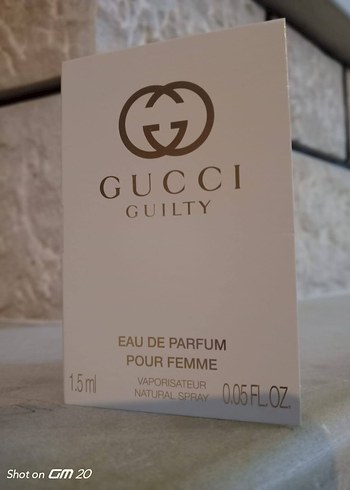 GUCCI
GUILTY
EAU DE PARFUM
POUR FEMME
1.5 ml
VAPORISATEUR
NATURAL SPRAY
0.05 FL.OZ.
Shot on GM 20